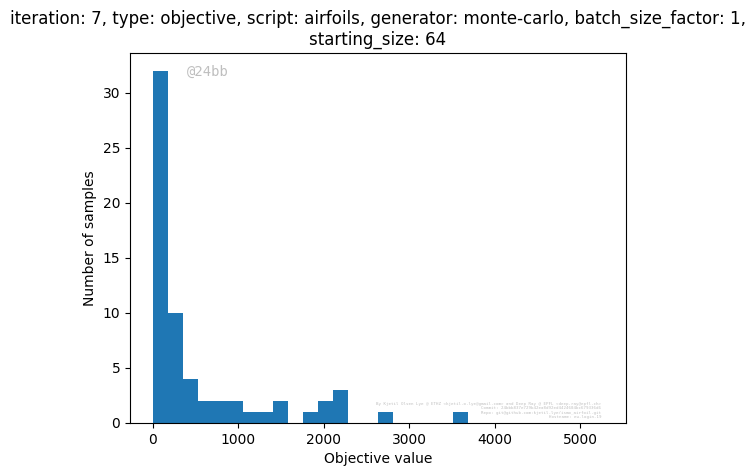 iteration: 7, type: objective, script: airfoils, generator: monte-carlo, batch_size_factor: 1,
starting_size: 64
@24bb
30
25
20
15
10
5
0
Number of samples
0 1000 2000 3000 4000 5000
Objective value